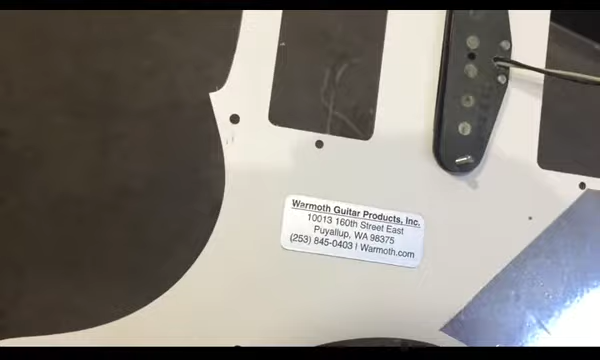 Warmoth Guitar Products, Inc.
10013 160th Street East
Puyallup, WA 98375
(253) 845-0403 | Warmoth.com